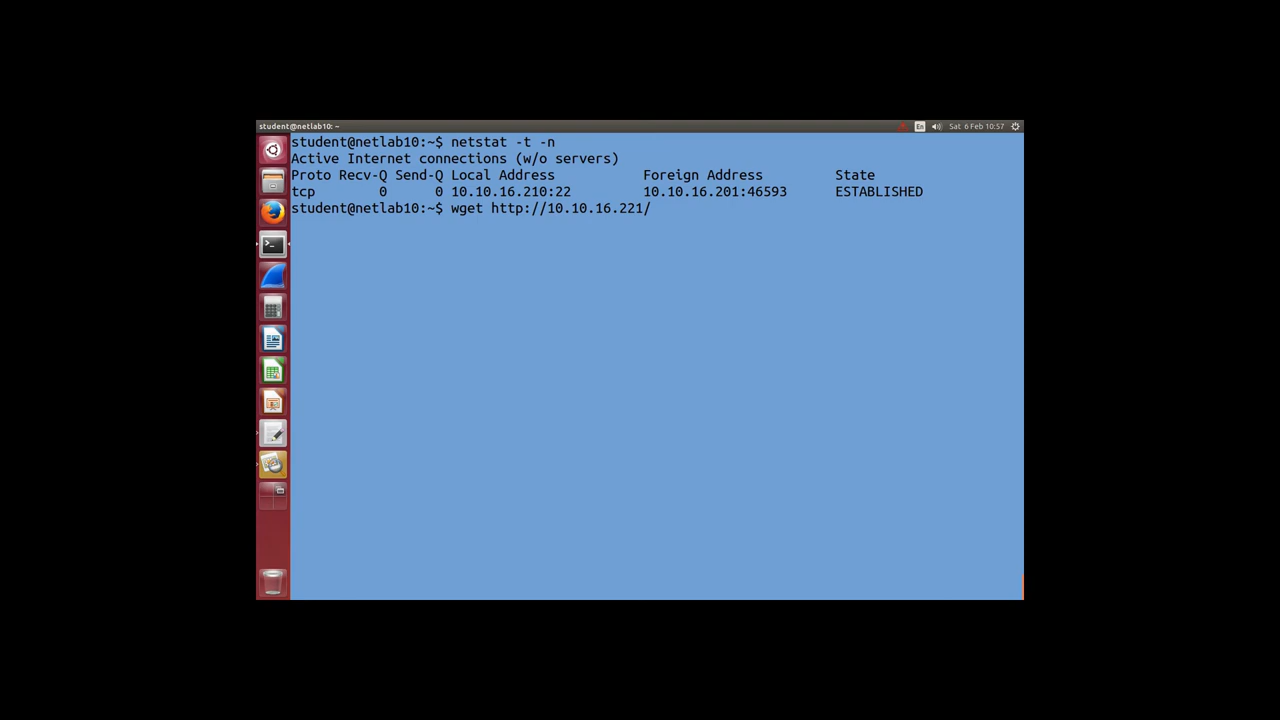 student@netlab10: ~
En
Sat 6 Feb 10:57
student@netlab10:~$ netstat -t -n
Active Internet connections (w/o servers)
Proto Recv-Q Send-Q Local Address           Foreign Address         State
tcp        0      0 10.10.16.210:22         10.10.16.201:46593      ESTABLISHED
student@netlab10:~$ wget http://10.10.16.221/